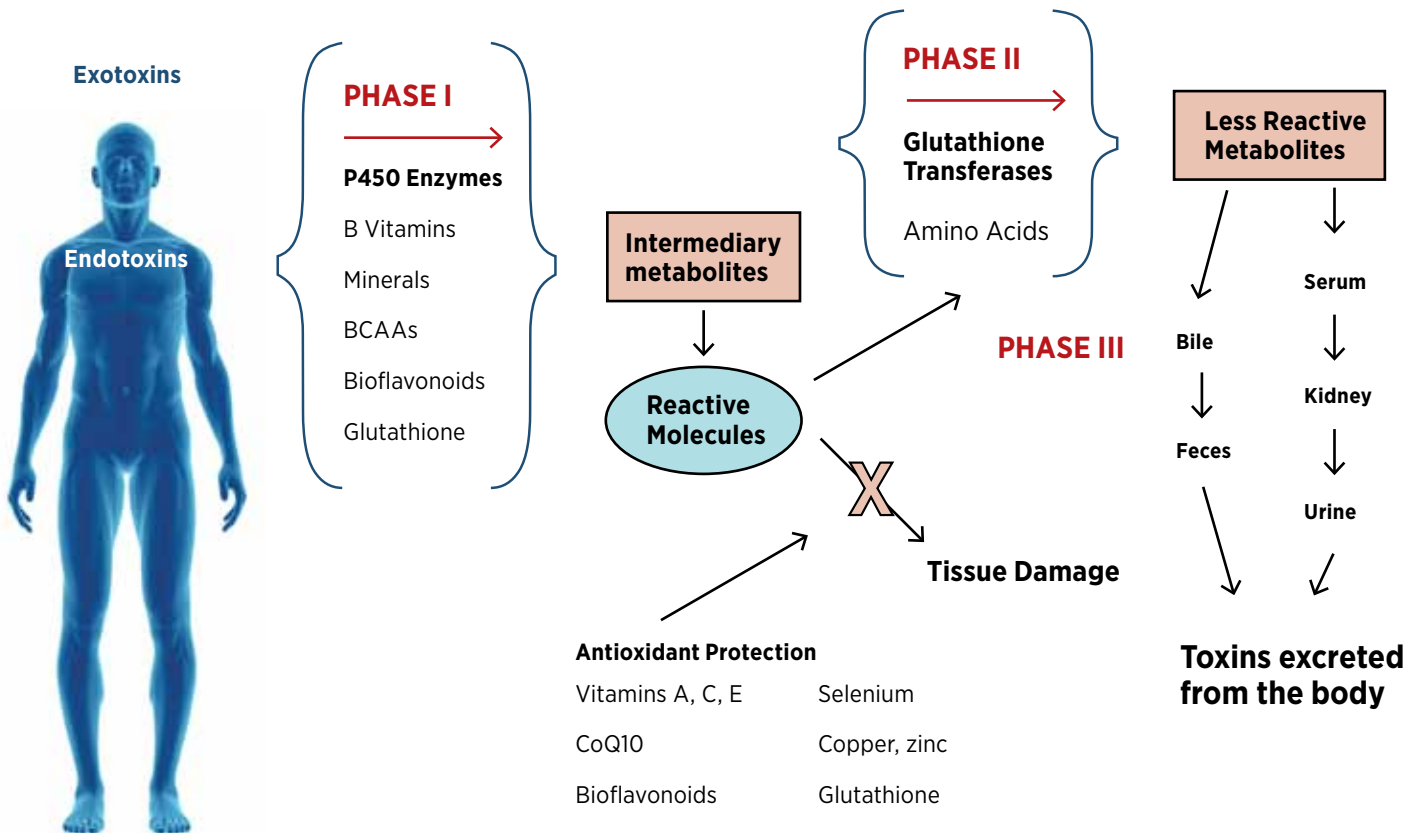 Exotoxins
Endotoxins
PHASE I
P450 Enzymes
B Vitamins
Minerals
BCAAs
Bioflavonoids
Glutathione
Intermediary
metabolites
Reactive
Molecules
PHASE II
Glutathione
Transferases
Amino Acids
PHASE III
X
Tissue Damage
Antioxidant Protection
Vitamins A, C, E
Selenium
CoQ10
Copper, zinc
Bioflavonoids
Glutathione
Less Reactive
Metabolites
Bile
Feces
Serum
Kidney
Urine
Toxins excreted
from the body